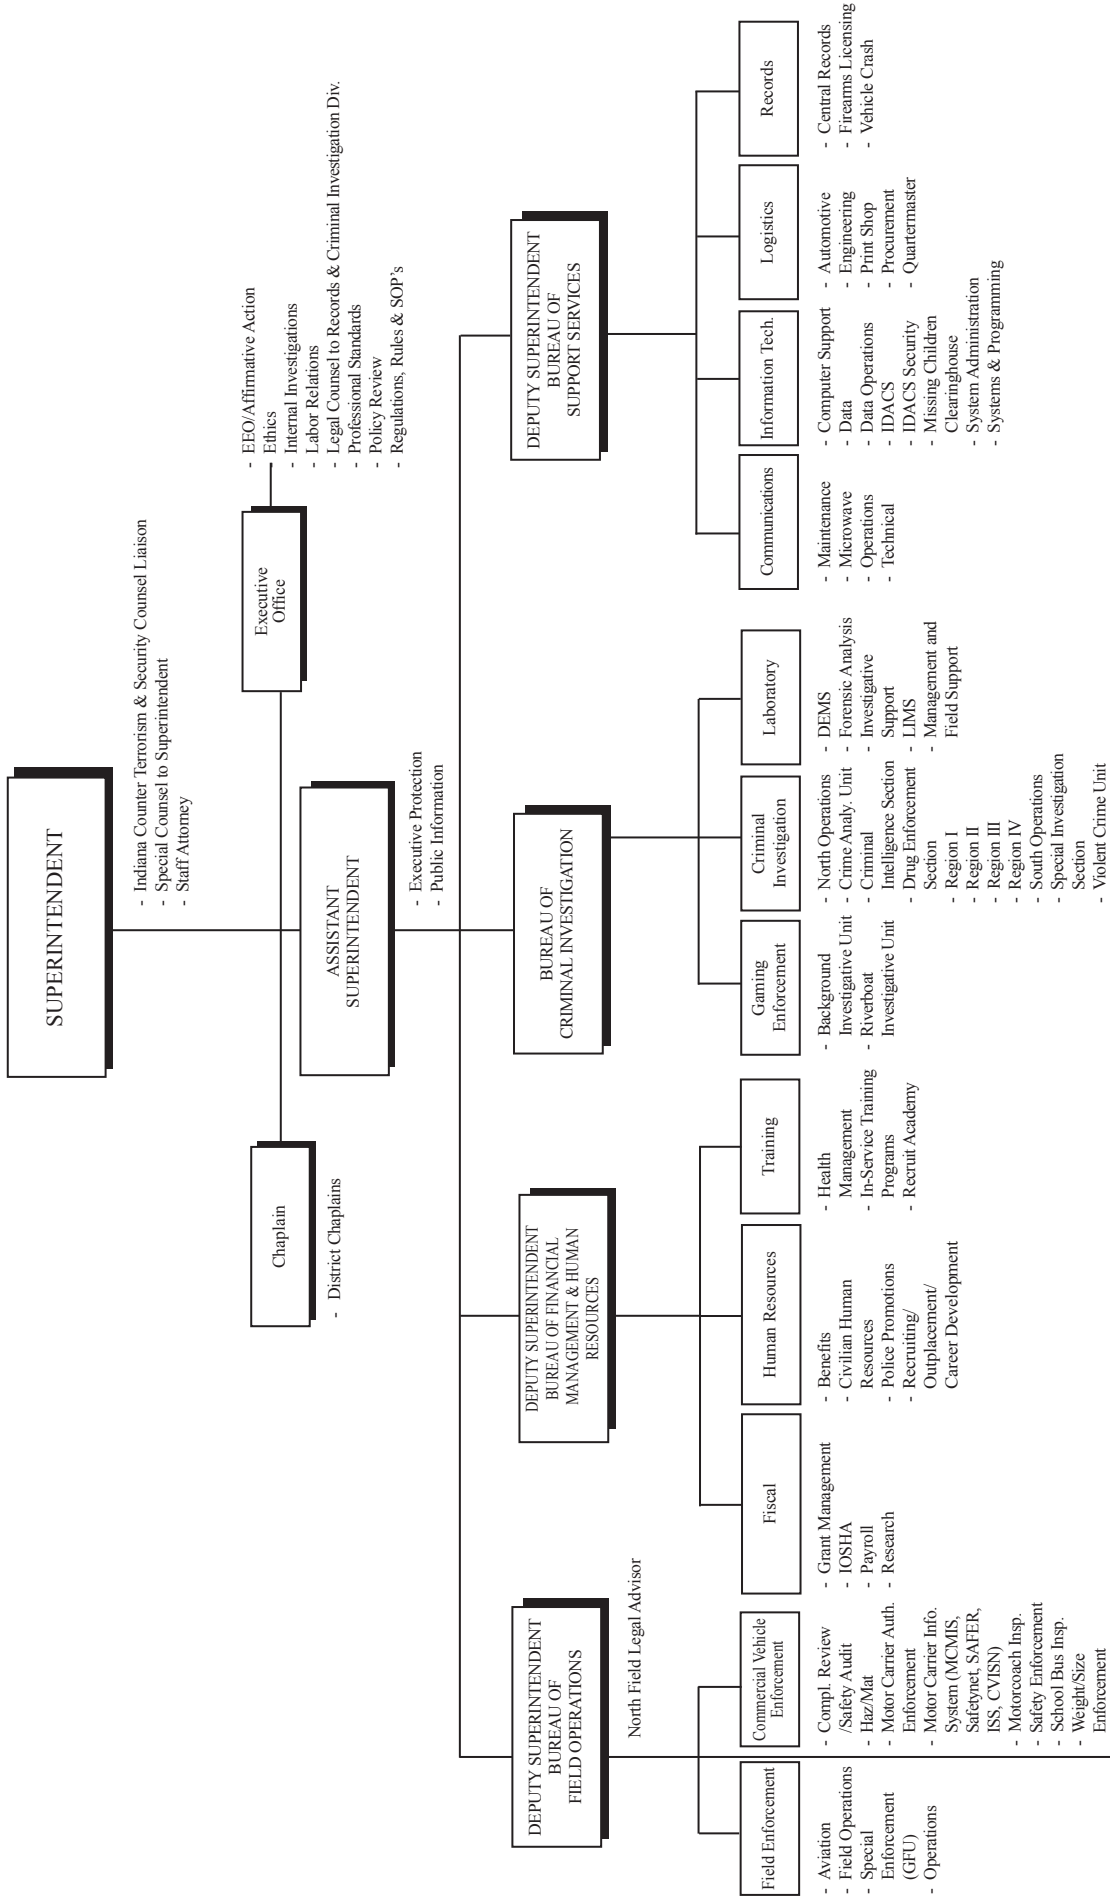 SUPERINTENDENT
- Indiana Counter Terrorism & Security Counsel Liaison
- Special Counsel to Superintendent
- Staff Attorney
Chaplain
- District Chaplains
Executive
Office
- EEO/Affirmative Action
- Ethics
- Internal Investigations
- Labor Relations
- Legal Counsel to Records & Criminal Investigation Div.
- Professional Standards
- Policy Review
- Regulations, Rules & SOP's
ASSISTANT
SUPERINTENDENT
- Executive Protection
- Public Information
DEPUTY SUPERINTENDENT
BUREAU OF
FIELD OPERATIONS
North Field Legal Advisor
DEPUTY SUPERINTENDENT
BUREAU OF FINANCIAL
MANAGEMENT & HUMAN
RESOURCES
BUREAU OF
CRIMINAL INVESTIGATION
DEPUTY SUPERINTENDENT
BUREAU OF
SUPPORT SERVICES
Field Enforcement
- Aviation
- Field Operations
- Special
Enforcement
(GFU)
- Operations
Commercial Vehicle
Enforcement
- Compl. Review
/Safety Audit
- Haz/Mat
- Motor Carrier Auth.
Enforcement
- Motor Carrier Info.
System (MCMIS,
Safetynet, SAFER,
ISS, CVISN)
- Motorcoach Insp.
- Safety Enforcement
- School Bus Insp.
- Weight/Size
Enforcement
Fiscal
- Grant Management
- IOSHA
- Payroll
- Research
Human Resources
- Benefits
- Civilian Human
Resources
- Police Promotions
- Recruiting/
Outplacement/
Career Development
Training
- Health
Management
- In-Service Training
Programs
- Recruit Academy
Gaming
Enforcement
- Background
Investigative Unit
- Riverboat
Investigative Unit
Criminal
Investigation
- North Operations
- Crime Analy. Unit
- Criminal
Intelligence Section
- Drug Enforcement
Section
- Region I
- Region II
- Region III
- Region IV
- South Operations
- Special Investigation
Section
- Violent Crime Unit
Laboratory
- DEMS
- Forensic Analysis
- Investigative
Support
- LIMS
- Management and
Field Support
Communications
- Maintenance
- Microwave
- Operations
- Technical
Information Tech.
- Computer Support
- Data
- Data Operations
- IDACS
- IDACS Security
- Missing Children
Clearinghouse
- System Administration
- Systems & Programming
Logistics
- Automotive
- Engineering
- Print Shop
- Procurement
- Quartermaster
Records
- Central Records
- Firearms Licensing
- Vehicle Crash